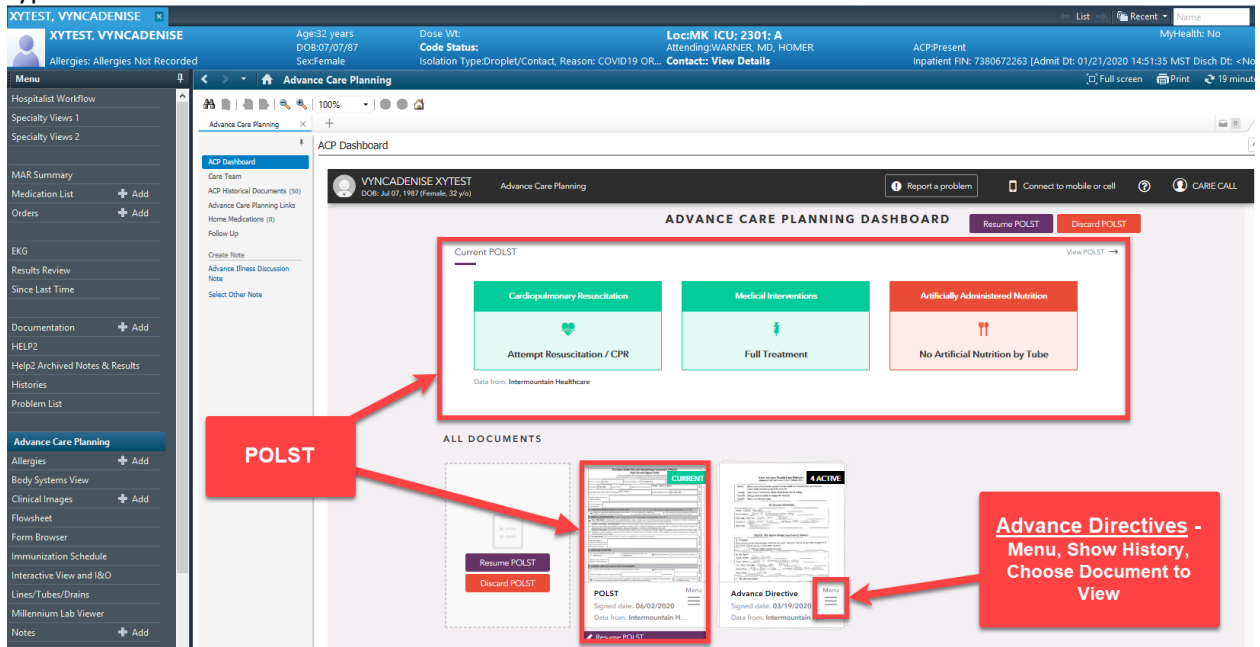 XYTEST, VYNCADENISE
List
Recent
Name
XYTEST, VYNCADENISE
Age:32 years
Dose Wt:
Loc:MK ICU; 2301; A
MyHealth: No
DOB:07/07/87
Code Status:
Attending:WARNER, MD, HOMER
ACP:Present
Allergies: Allergies Not Recorded
Sex:Female
Isolation Type:Droplet/Contact, Reason: COVID19 OR...
Contact:: View Details
Inpatient FIN: 7380672263 [Admit Dt: 01/21/2020 14:51:35 MST Disch Dt: <No
Menu
Advance Care Planning
Full screen
Print
19 minut
Hospitalist Workflow
Specialty Views 1
Specialty Views 2
MAR Summary
Medication List
Add
Orders
Add
EKG
Results Review
Since Last Time
Documentation
Add
HELP2
Help2 Archived Notes & Results
Histories
Problem List
Advance Care Planning
Allergies
Add
Body Systems View
Clinical Images
Add
Flowsheet
Form Browser
Immunization Schedule
Interactive View and I&O
Lines/Tubes/Drains
Millennium Lab Viewer
Notes
Add
100%
Advance Care Planning
ACP Dashboard
Care Team
ACP Historical Documents (50)
Advance Care Planning Links
Home Medications (0)
Follow Up
Create Note
Advance Illness Discussion
Note
Select Other Note
ACP Dashboard
VYNCADENISE XYTEST
DOB: Jul 07, 1987 (Female, 32 y/o)
Advance Care Planning
Report a problem
Connect to mobile or cell
CARIE CALL
ADVANCE CARE PLANNING DASHBOARD
Resume POLST
Discard POLST
Current POLST
View POLST →
Cardiopulmonary Resuscitation
Attempt Resuscitation / CPR
Medical Interventions
Full Treatment
Artificially Administered Nutrition
No Artificial Nutrition by Tube
Data from: Intermountain Healthcare
POLST
ALL DOCUMENTS
Resume POLST
Discard POLST
CURRENT
POLST
Menu
Signed date: 06/02/2020
Data from: Intermountain H...
Resume POLST
4 ACTIVE
Advance Directive
Menu
Signed date: 03/19/2020
Data from: Intermountain
Advance Directives -
Menu, Show History,
Choose Document to
View